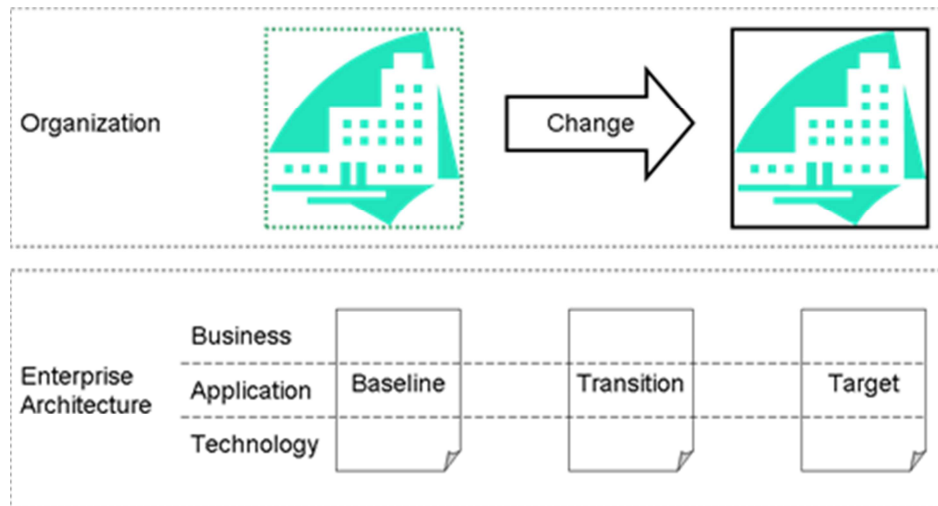 Organization
Change
Business
Enterprise
Architecture
Application
Baseline
Transition
Target
Technology